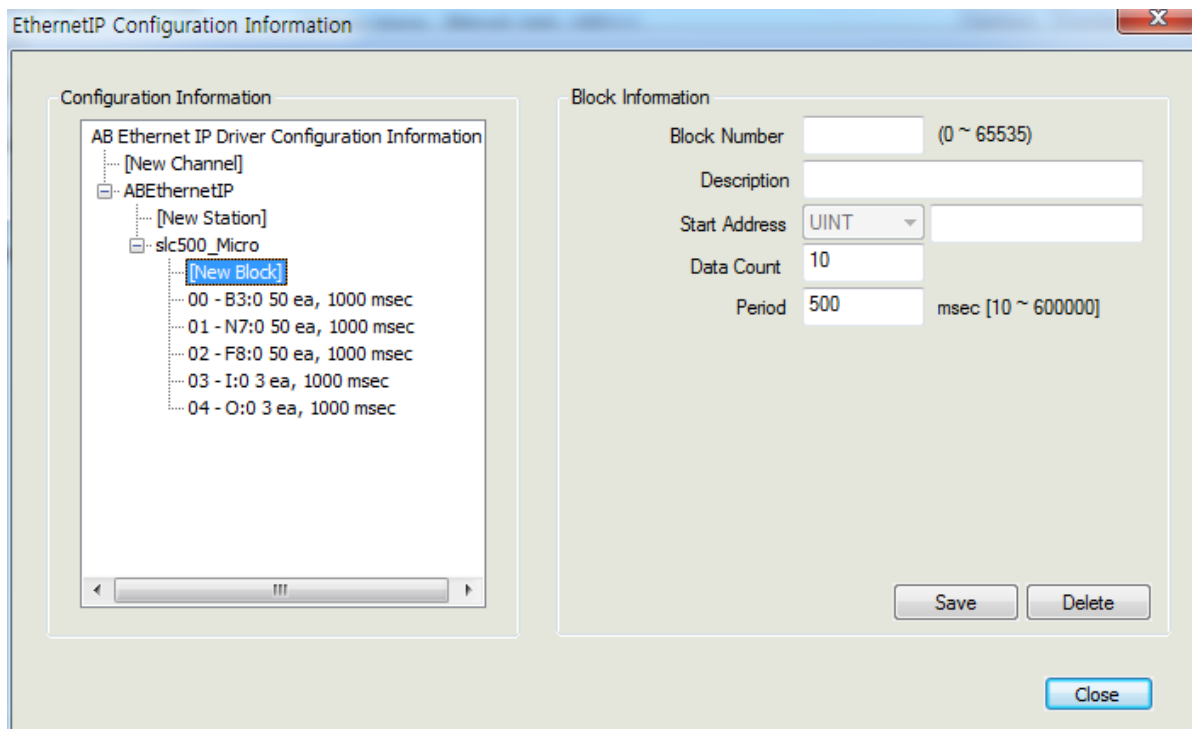 EthernetIP Configuration Information
Configuration Information
AB Ethernet IP Driver Configuration Information
[New Channel]
ABEthernetIP
[New Station]
slc500_Micro
[New Block]
00 - B3:0 50 ea, 1000 msec
01 - N7:0 50 ea, 1000 msec
02 - F8:0 50 ea, 1000 msec
03 - I:0 3 ea, 1000 msec
04 - O:0 3 ea, 1000 msec
Block Information
Block Number (0 ~ 65535)
Description
Start Address UINT
Data Count 10
Period 500 msec [10 ~ 600000]
Save Delete
Close